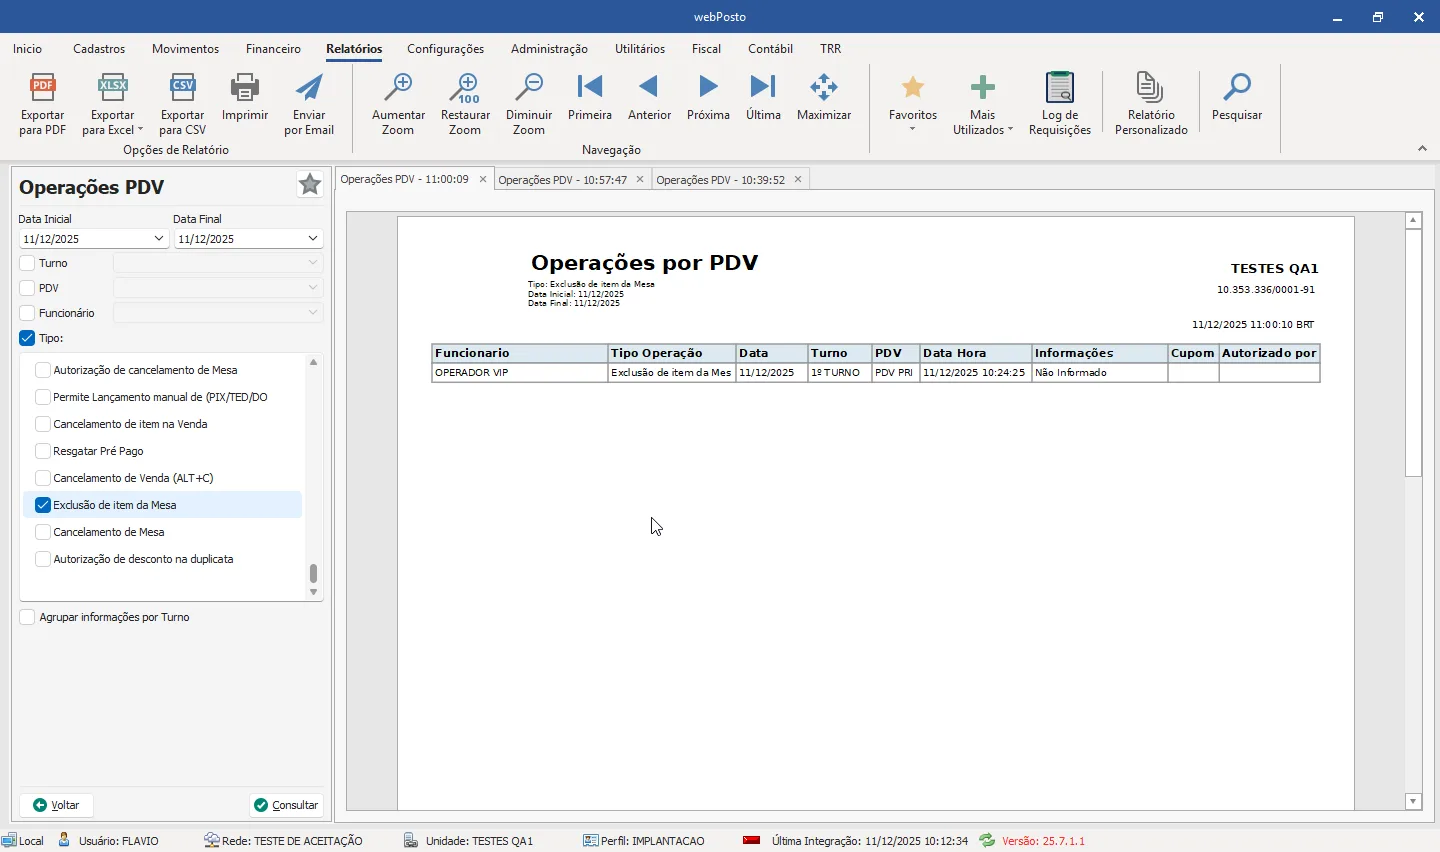 webPosto
Inicio Cadastros Movimentos Financeiro Relatórios Configurações Administração Utilitários Fiscal Contábil TRR
PDF XLSX CSV 100
Exportar para PDF
Exportar para Excel
Exportar para CSV
Imprimir
Enviar por Email
Aumentar Zoom
Restaurar Zoom
Diminuir Zoom
Primeira
Anterior
Próxima
Última
Maximizar
Favoritos
Mais Utilizados
Log de Requisições
Relatório Personalizado
Pesquisar
Opções de Relatório
Navegação
Operações PDV
Data Inicial Data Final
11/12/2025 11/12/2025
Turno
PDV
Funcionário
Tipo:
Autorização de cancelamento de Mesa
Permite Lançamento manual de (PIX/TED/DO
Cancelamento de item na Venda
Resgatar Pré Pago
Cancelamento de Venda (ALT+C)
Exclusão de item da Mesa
Cancelamento de Mesa
Autorização de desconto na duplicata
Agrupar informações por Turno
Voltar Consultar
Operações PDV - 11:00:09 Operações PDV - 10:57:47 Operações PDV - 10:39:52
Operações por PDV
Tipo: Exclusão de item da Mesa
Data Inicial: 11/12/2025
Data Final: 11/12/2025
TESTES QA1
10.353.336/0001-91
11/12/2025 11:00:10 BRT
Funcionario Tipo Operação Data Turno PDV Data Hora Informações Cupom Autorizado por
OPERADOR VIP Exclusão de item da Mes 11/12/2025 1º TURNO PDV PRI 11/12/2025 10:24:25 Não Informado
Local Usuário: FLAVIO Rede: TESTE DE ACEITAÇÃO Unidade: TESTES QA1 Perfil: IMPLANTACAO Última Integração: 11/12/2025 10:12:34 Versão: 25.7.1.1